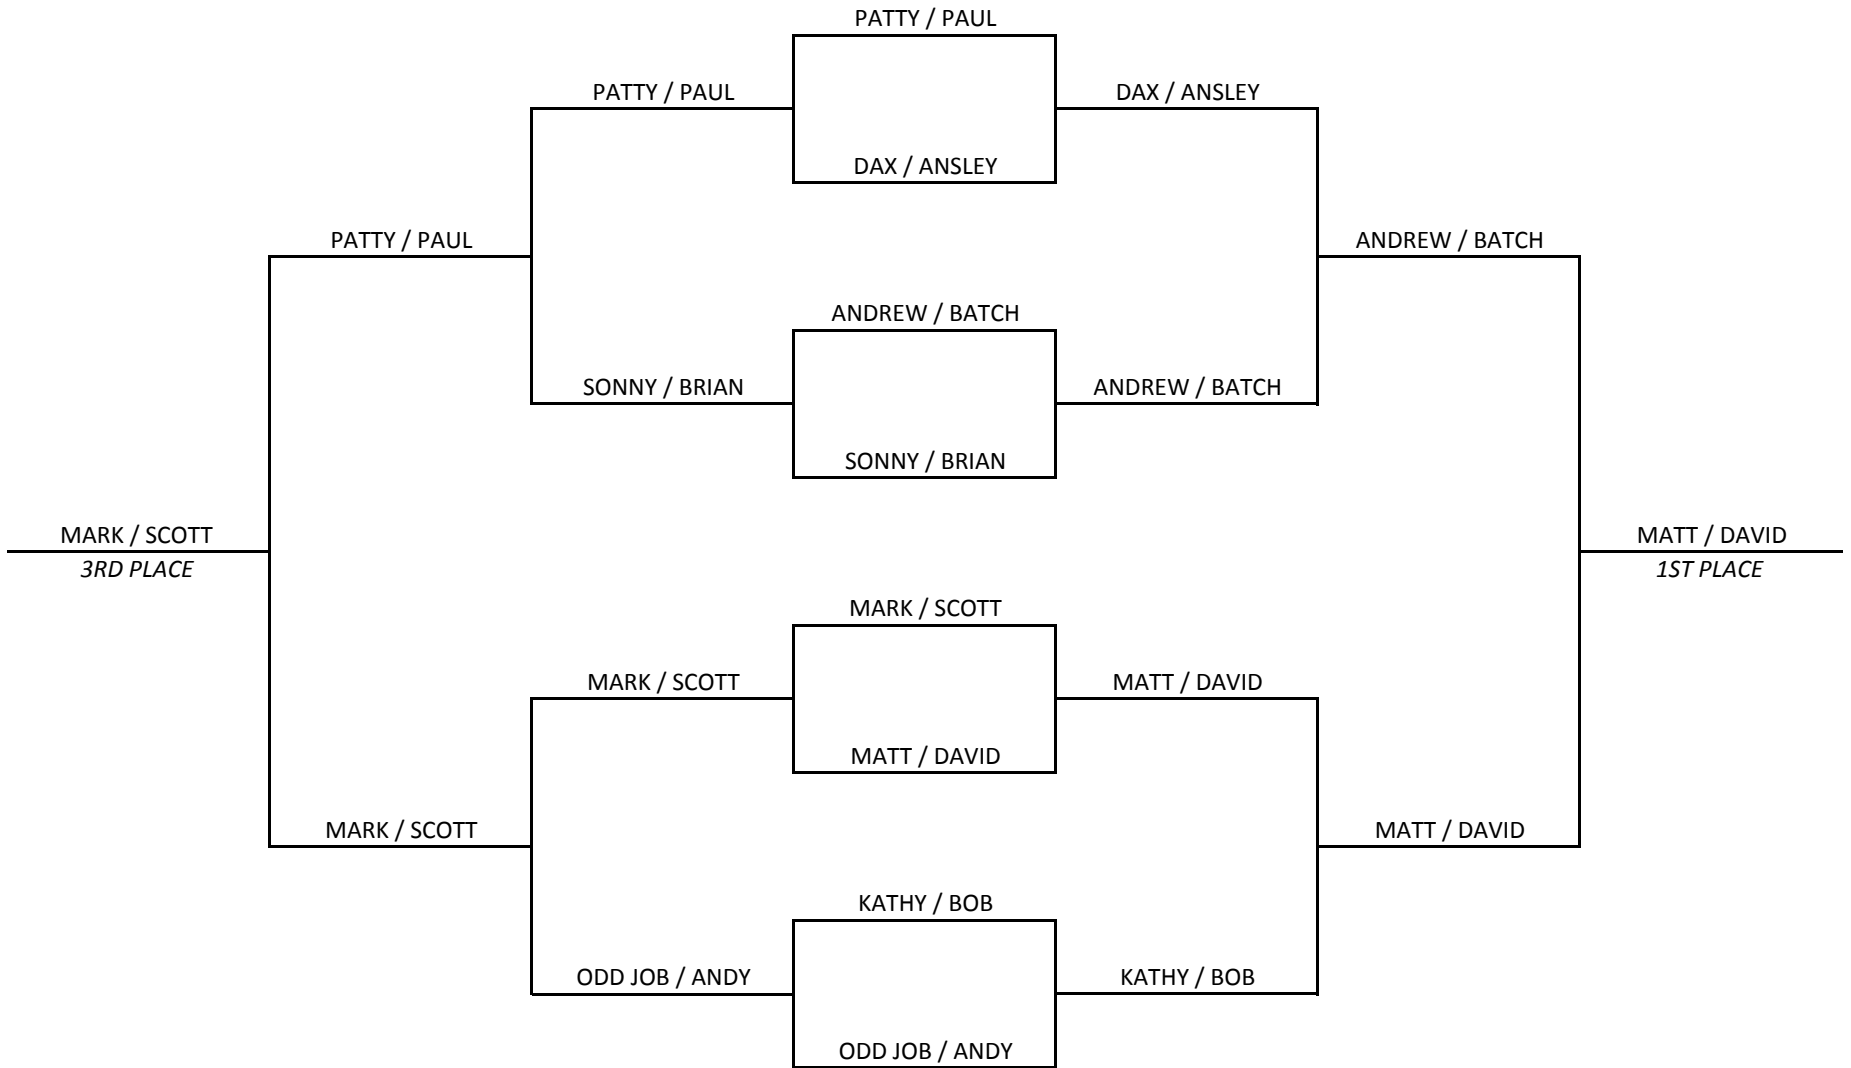 PATTY / PAUL
PATTY / PAUL
DAX / ANSLEY
DAX / ANSLEY
PATTY / PAUL
ANDREW / BATCH
ANDREW / BATCH
SONNY / BRIAN
ANDREW / BATCH
SONNY / BRIAN
MARK / SCOTT
3RD PLACE
MATT / DAVID
1ST PLACE
MARK / SCOTT
MARK / SCOTT
MATT / DAVID
MATT / DAVID
MARK / SCOTT
MATT / DAVID
KATHY / BOB
ODD JOB / ANDY
KATHY / BOB
ODD JOB / ANDY